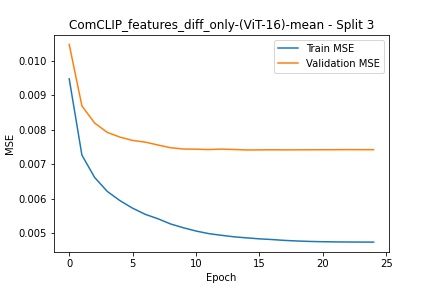 ComCLIP_features_diff_only-(ViT-16)-mean - Split 3
Train MSE
Validation MSE
MSE
0.010
0.009
0.008
0.007
0.006
0.005
0 5 10 15 20 25
Epoch